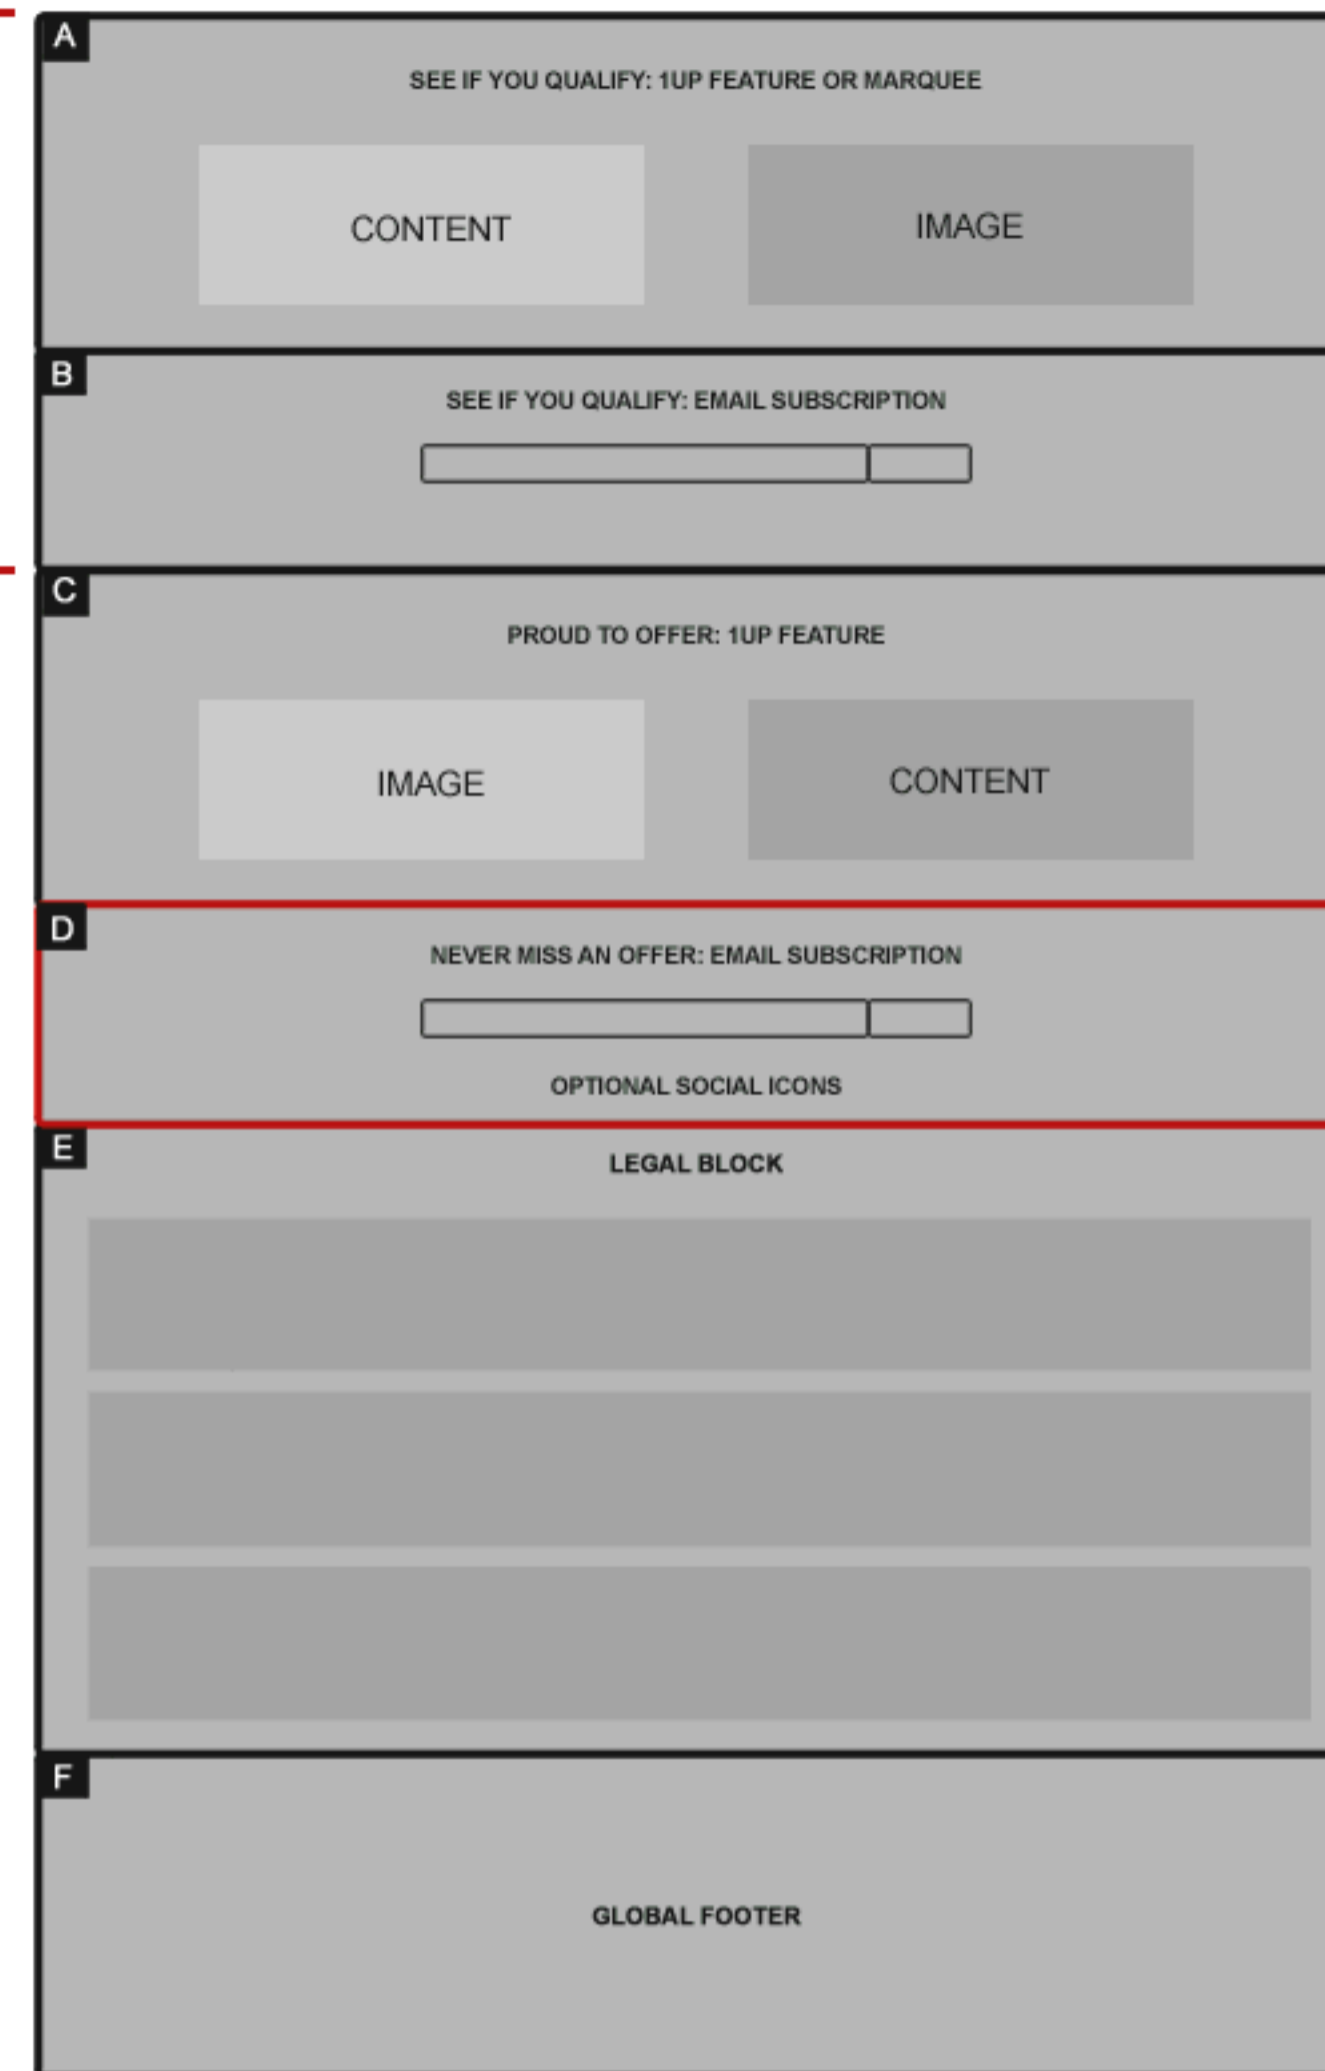 A
SEE IF YOU QUALIFY: 1UP FEATURE OR MARQUEE
CONTENT
IMAGE
B
SEE IF YOU QUALIFY: EMAIL SUBSCRIPTION
C
PROUD TO OFFER: 1UP FEATURE
IMAGE
CONTENT
D
NEVER MISS AN OFFER: EMAIL SUBSCRIPTION
OPTIONAL SOCIAL ICONS
E
LEGAL BLOCK
F
GLOBAL FOOTER